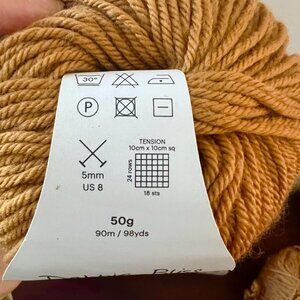 30°
P
TENSION
10cm x 10cm sq
24 rows
5mm
US 8
18 sts
50g
90m / 98yds